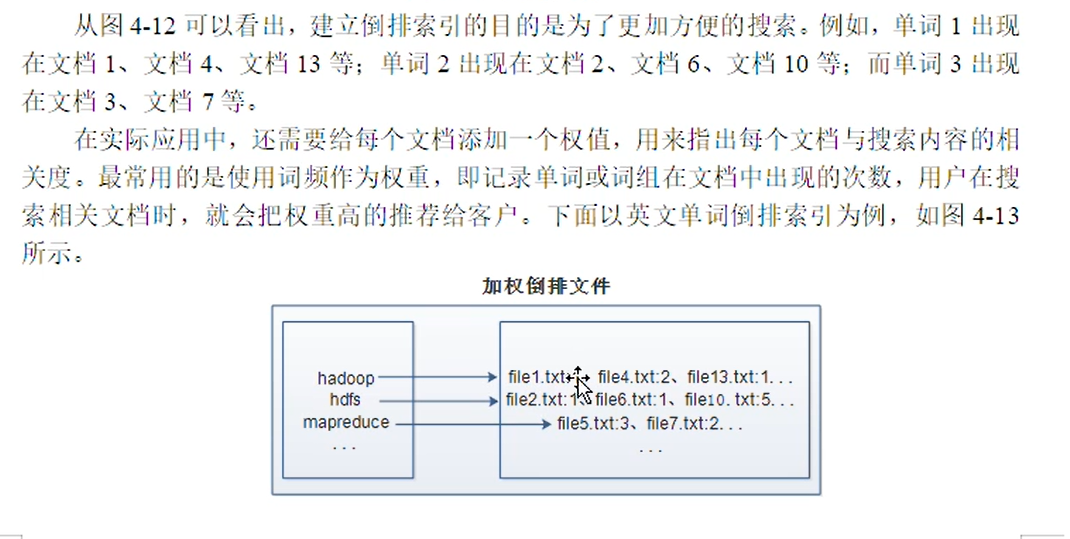 从图 4-12 可以看出，建立倒排索引的目的是为了更加方便的搜索。例如，单词 1 出现
在文档 1、文档 4、文档 13 等；单词 2 出现在文档 2、文档 6、文档 10 等；而单词 3 出现
在文档 3、文档 7 等。
在实际应用中，还需要给每个文档添加一个权值，用来指出每个文档与搜索内容的相
关度。最常用的是使用词频作为权重，即记录单词或词组在文档中出现的次数，用户在搜
索相关文档时，就会把权重高的推荐给客户。下面以英文单词倒排索引为例，如图 4-13
所示。
加权倒排文件
hadoop file1.txt: file4.txt:2、file13.txt:1...
hdfs file2.txt:1、file6.txt:1、file10. txt:5...
mapreduce file5.txt:3、file7.txt:2...
... ...